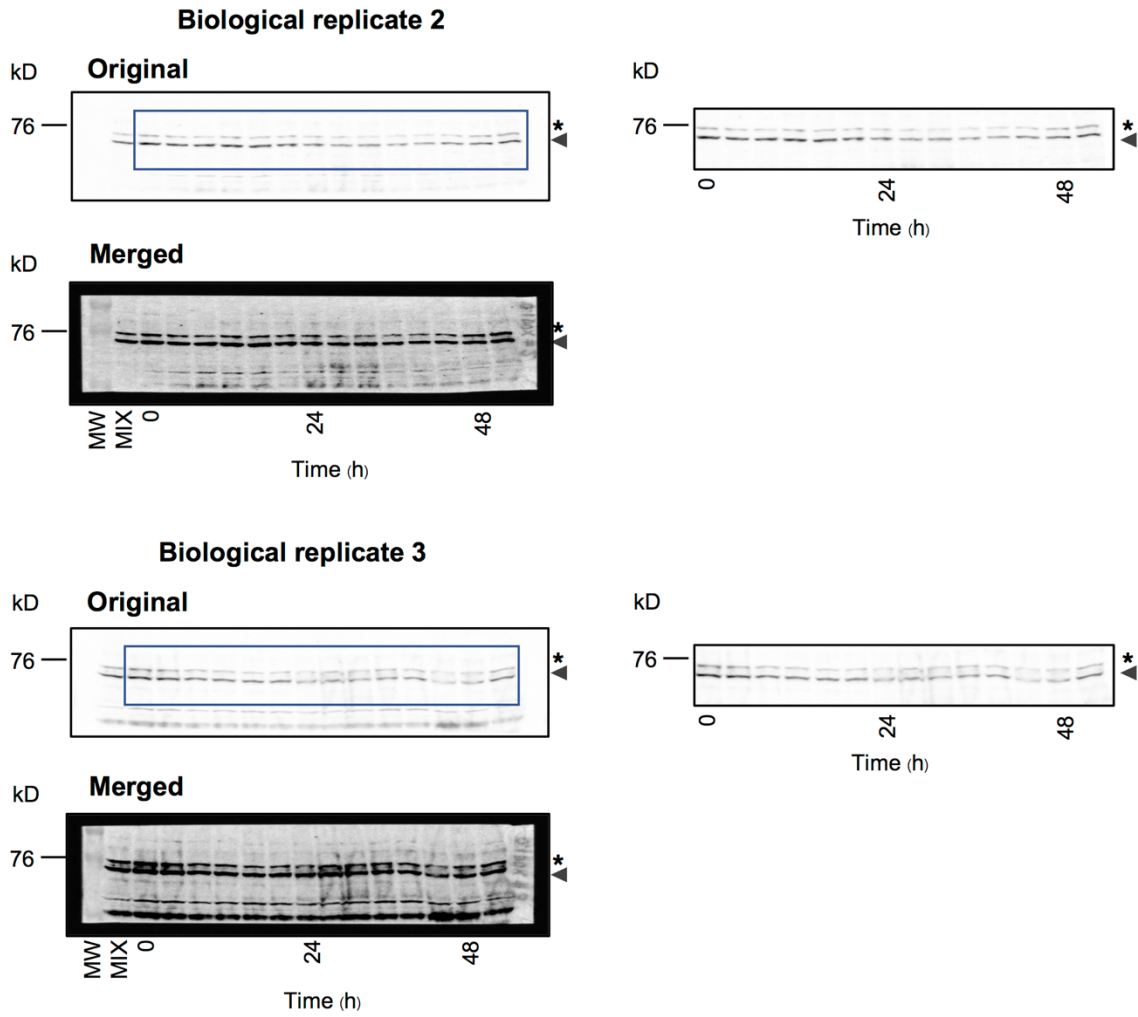 Biological replicate 2
kD
Original
kD
76
*
76
*
0
24
48
Time (h)
kD
Merged
76
*
MW
MIX
0
24
48
Time (h)
Biological replicate 3
kD
Original
kD
76
*
76
*
0
24
48
Time (h)
kD
Merged
76
*
MW
MIX
0
24
48
Time (h)